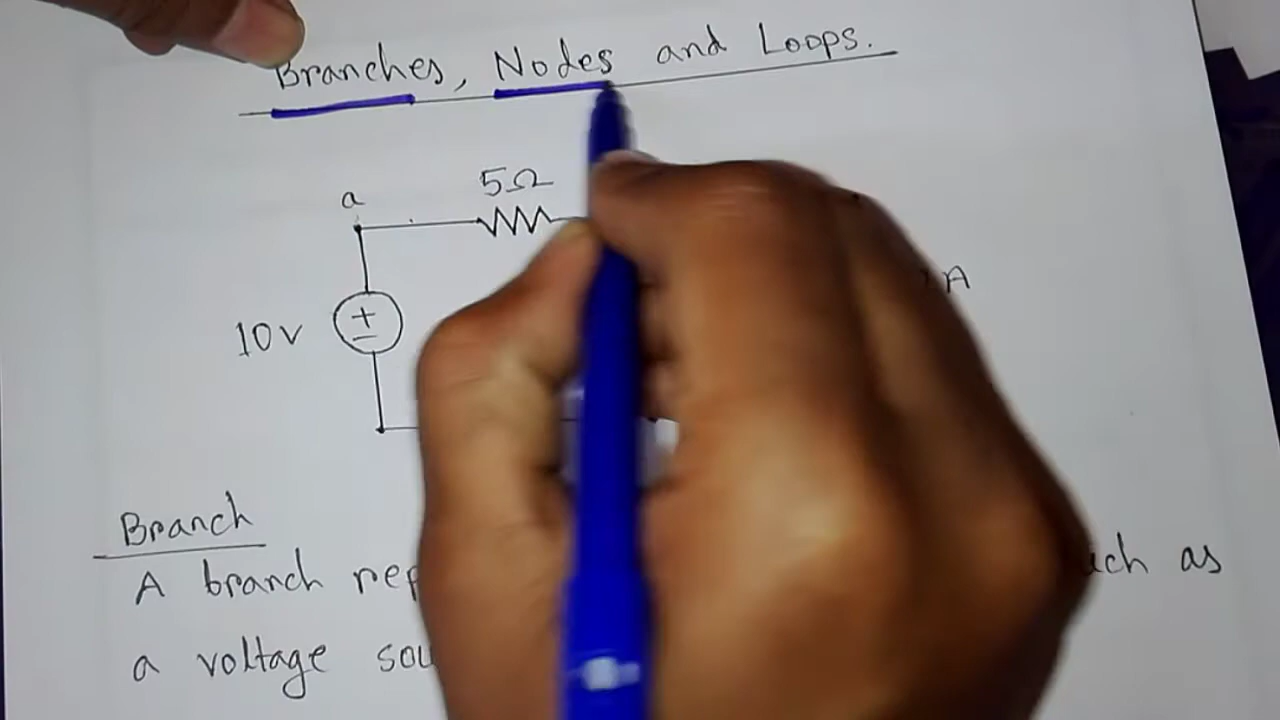 Branches, Nodes and Loops.
a
5Ω
A
10V
+
-
Branch
A branch rep
uch as
a voltage sou